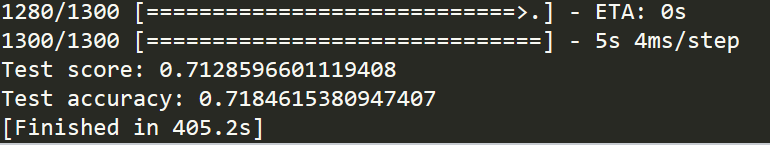 1280/1300 [============================>.] - ETA: 0s
1300/1300 [==============================] - 5s 4ms/step
Test score: 0.7128596601119408
Test accuracy: 0.7184615380947407
[Finished in 405.2s]